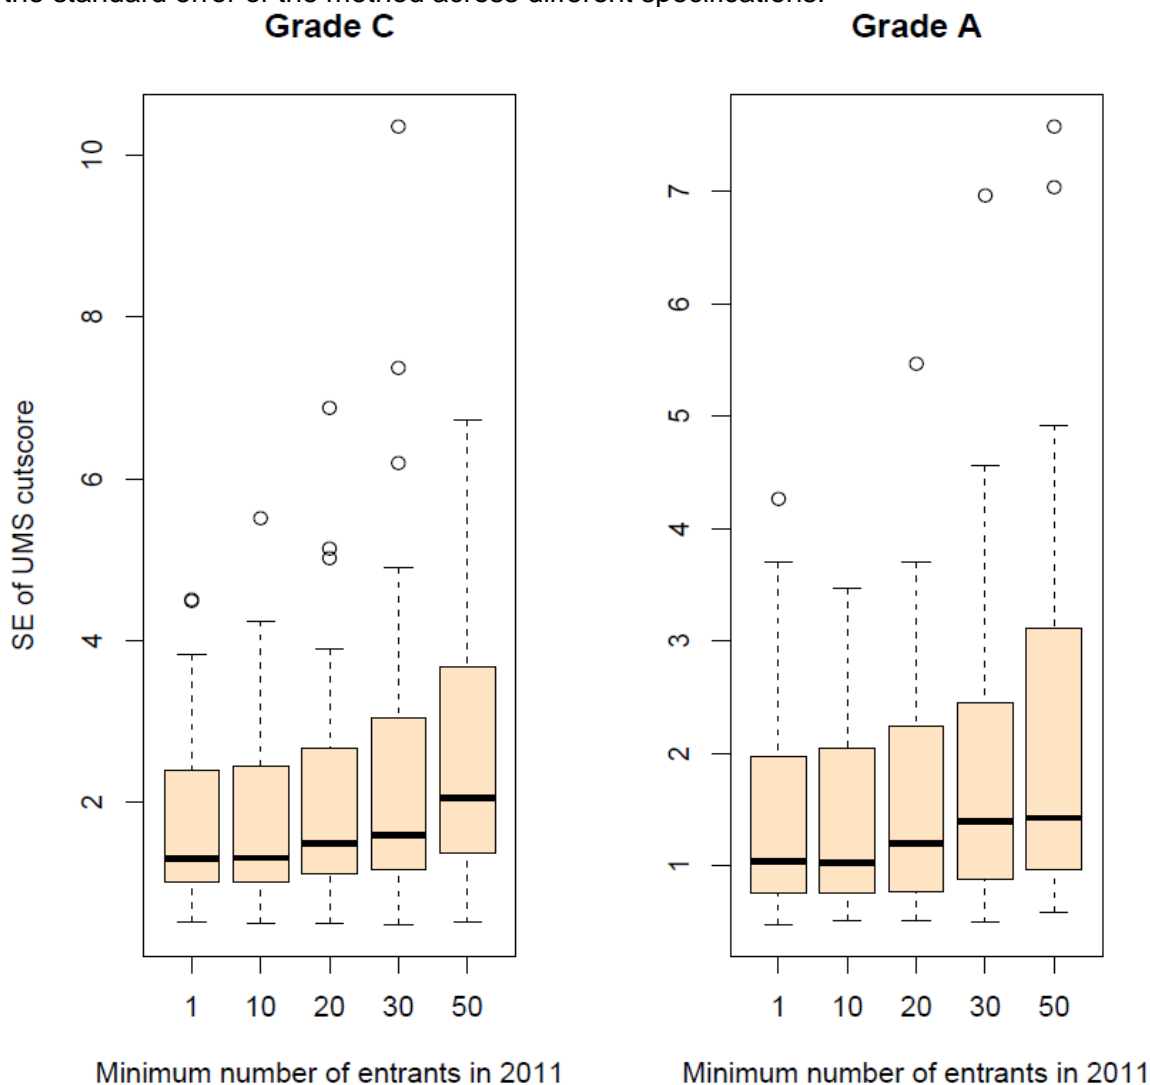 the standard error of the method across different specifications.
Grade C
Grade A
10
8
6
4
2
SE of UMS cutscore
1 10 20 30 50
Minimum number of entrants in 2011
7
6
5
4
3
2
1
1 10 20 30 50
Minimum number of entrants in 2011